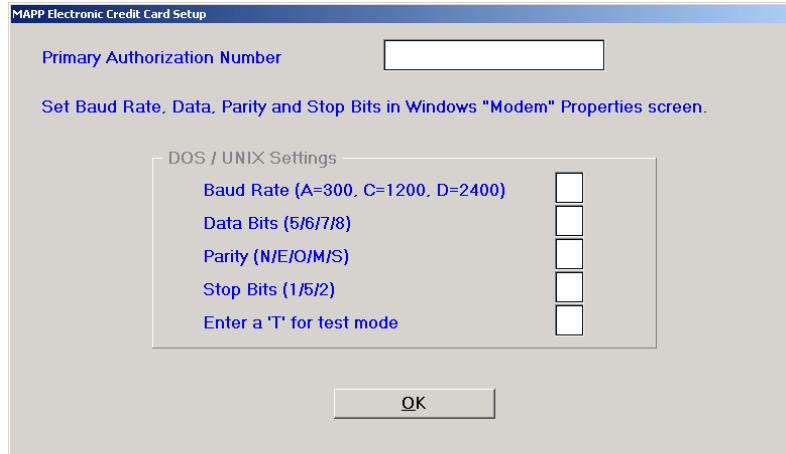 MAPP Electronic Credit Card Setup
Primary Authorization Number
Set Baud Rate, Data, Parity and Stop Bits in Windows "Modem" Properties screen.
DOS / UNIX Settings
Baud Rate (A=300, C=1200, D=2400)
Data Bits (5/6/7/8)
Parity (N/E/O/M/S)
Stop Bits (1/5/2)
Enter a 'T' for test mode
OK